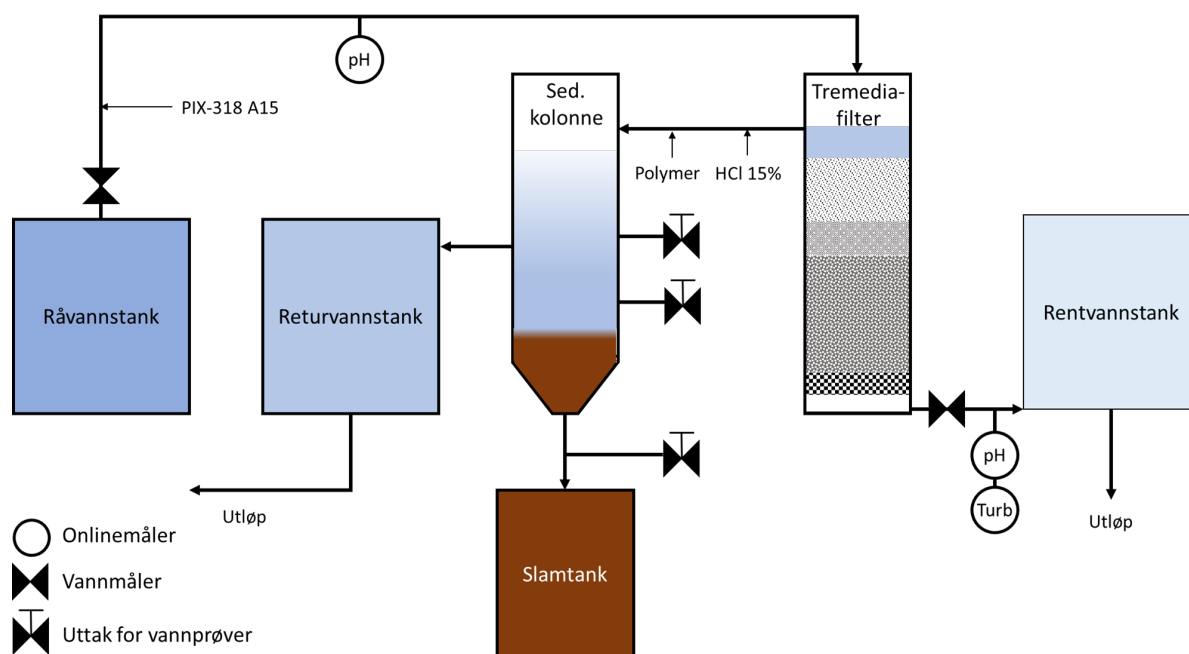 pH
PIX-318 A15
Sed.
kolonne
Tremedia-
filter
Polymer
HCl 15%
Råvannstank
Returvannstank
Rentvannstank
pH
Turb
Utløp
Utløp
Slamtank
Onlinemåler
Vannmåler
Uttak for vannprøver